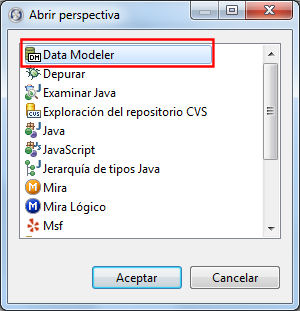 Abrir perspectiva
DM Data Modeler
Depurar
Examinar Java
CVS Exploración del repositorio CVS
Java
JavaScript
Jerarquía de tipos Java
Mira
Mira Lógico
Msf
Aceptar
Cancelar